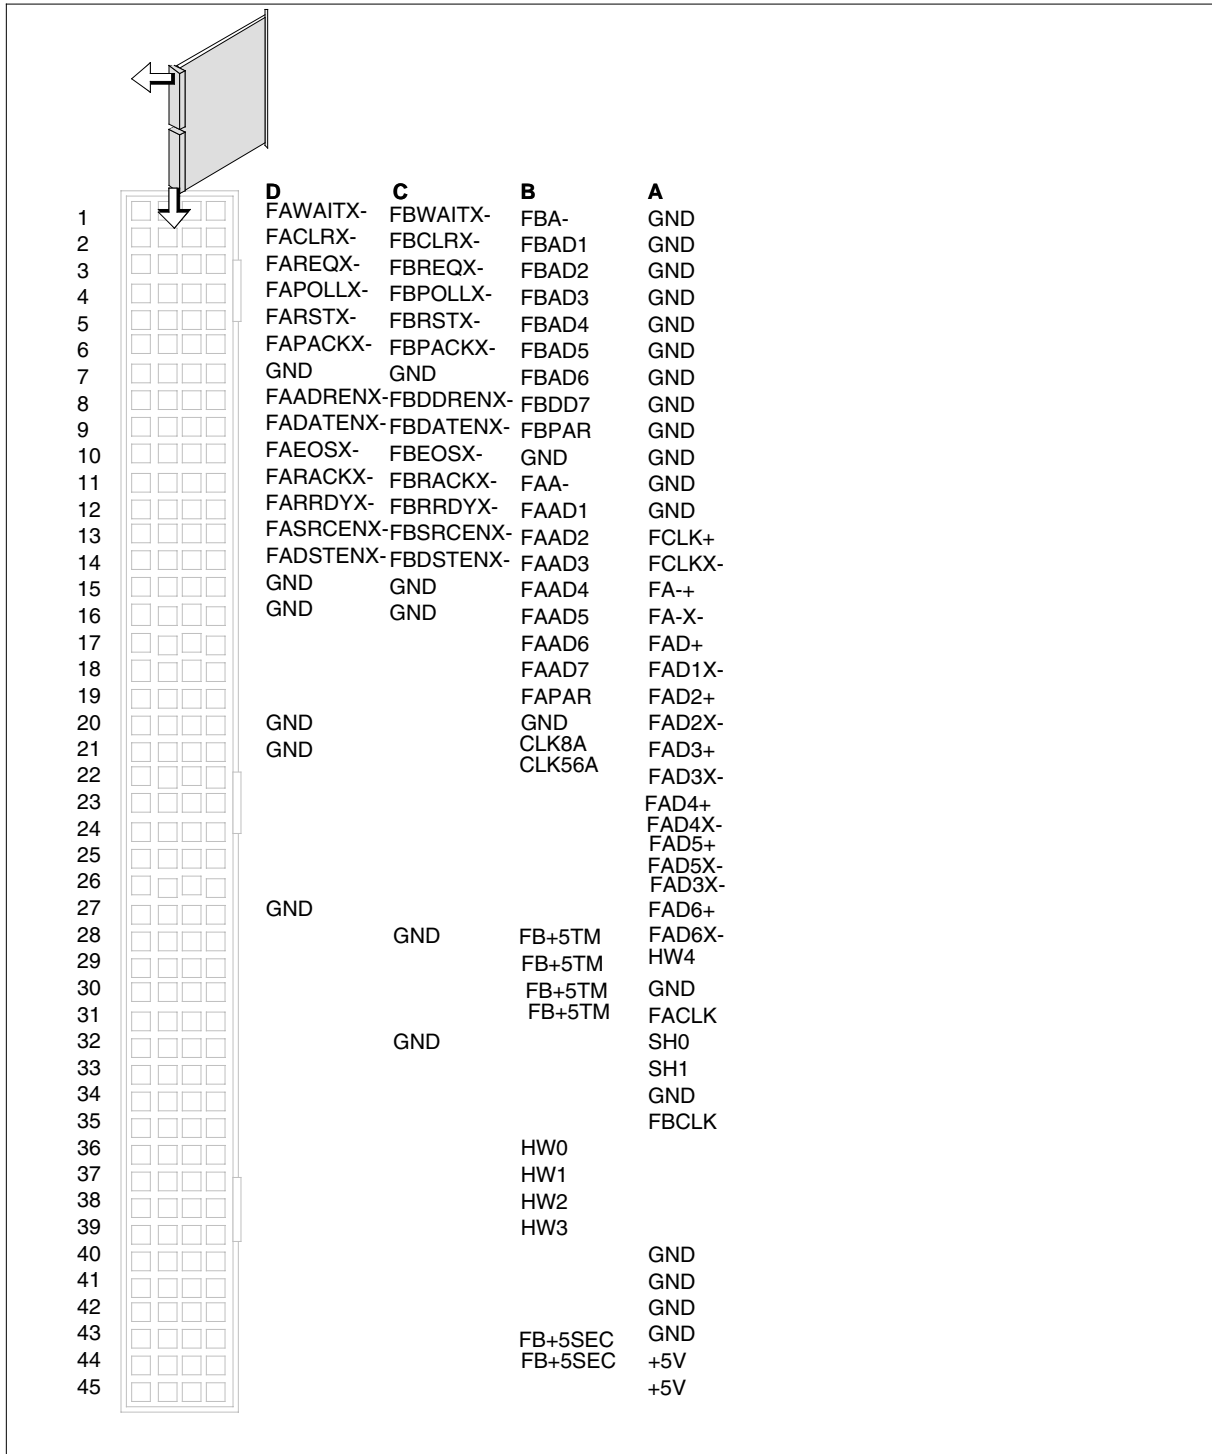 D C B A
1 FAWAITX- FBWAITX- FBA- GND
2 FACLRX- FBCLRX- FBAD1 GND
3 FAREQX- FBREQX- FBAD2 GND
4 FAPOLLX- FBPOLLX- FBAD3 GND
5 FARSTX- FBRSTX- FBAD4 GND
6 FAPACKX- FBPACKX- FBAD5 GND
7 GND GND FBAD6 GND
8 FAADRENX- FBDDRENX- FBDD7 GND
9 FADATENX- FBDATENX- FBPAR GND
10 FAEOSX- FBEOSX- GND GND
11 FARACKX- FBRACKX- FAA- GND
12 FARRDYX- FBRRDYX- FAAD1 GND
13 FASRCENX- FBSRCENX- FAAD2 FCLK+
14 FADSTENX- FBDSTENX- FAAD3 FCLKX-
15 GND GND FAAD4 FA-+
16 GND GND FAAD5 FA-X-
17 FAAD6 FAD+
18 FAAD7 FAD1X-
19 FAPAR FAD2+
20 GND GND FAD2X-
21 GND CLK8A FAD3+
22 CLK56A FAD3X-
23 FAD4+
24 FAD4X-
FAD5+
25 FAD5X-
26 FAD3X-
27 GND FAD6+
28 GND FB+5TM FAD6X-
29 FB+5TM HW4
30 FB+5TM GND
31 FB+5TM FACLK
32 GND SH0
33 SH1
34 GND
35 FBCLK
36 HW0
37 HW1
38 HW2
39 HW3
40 GND
41 GND
42 GND
43 FB+5SEC GND
44 FB+5SEC +5V
45 +5V